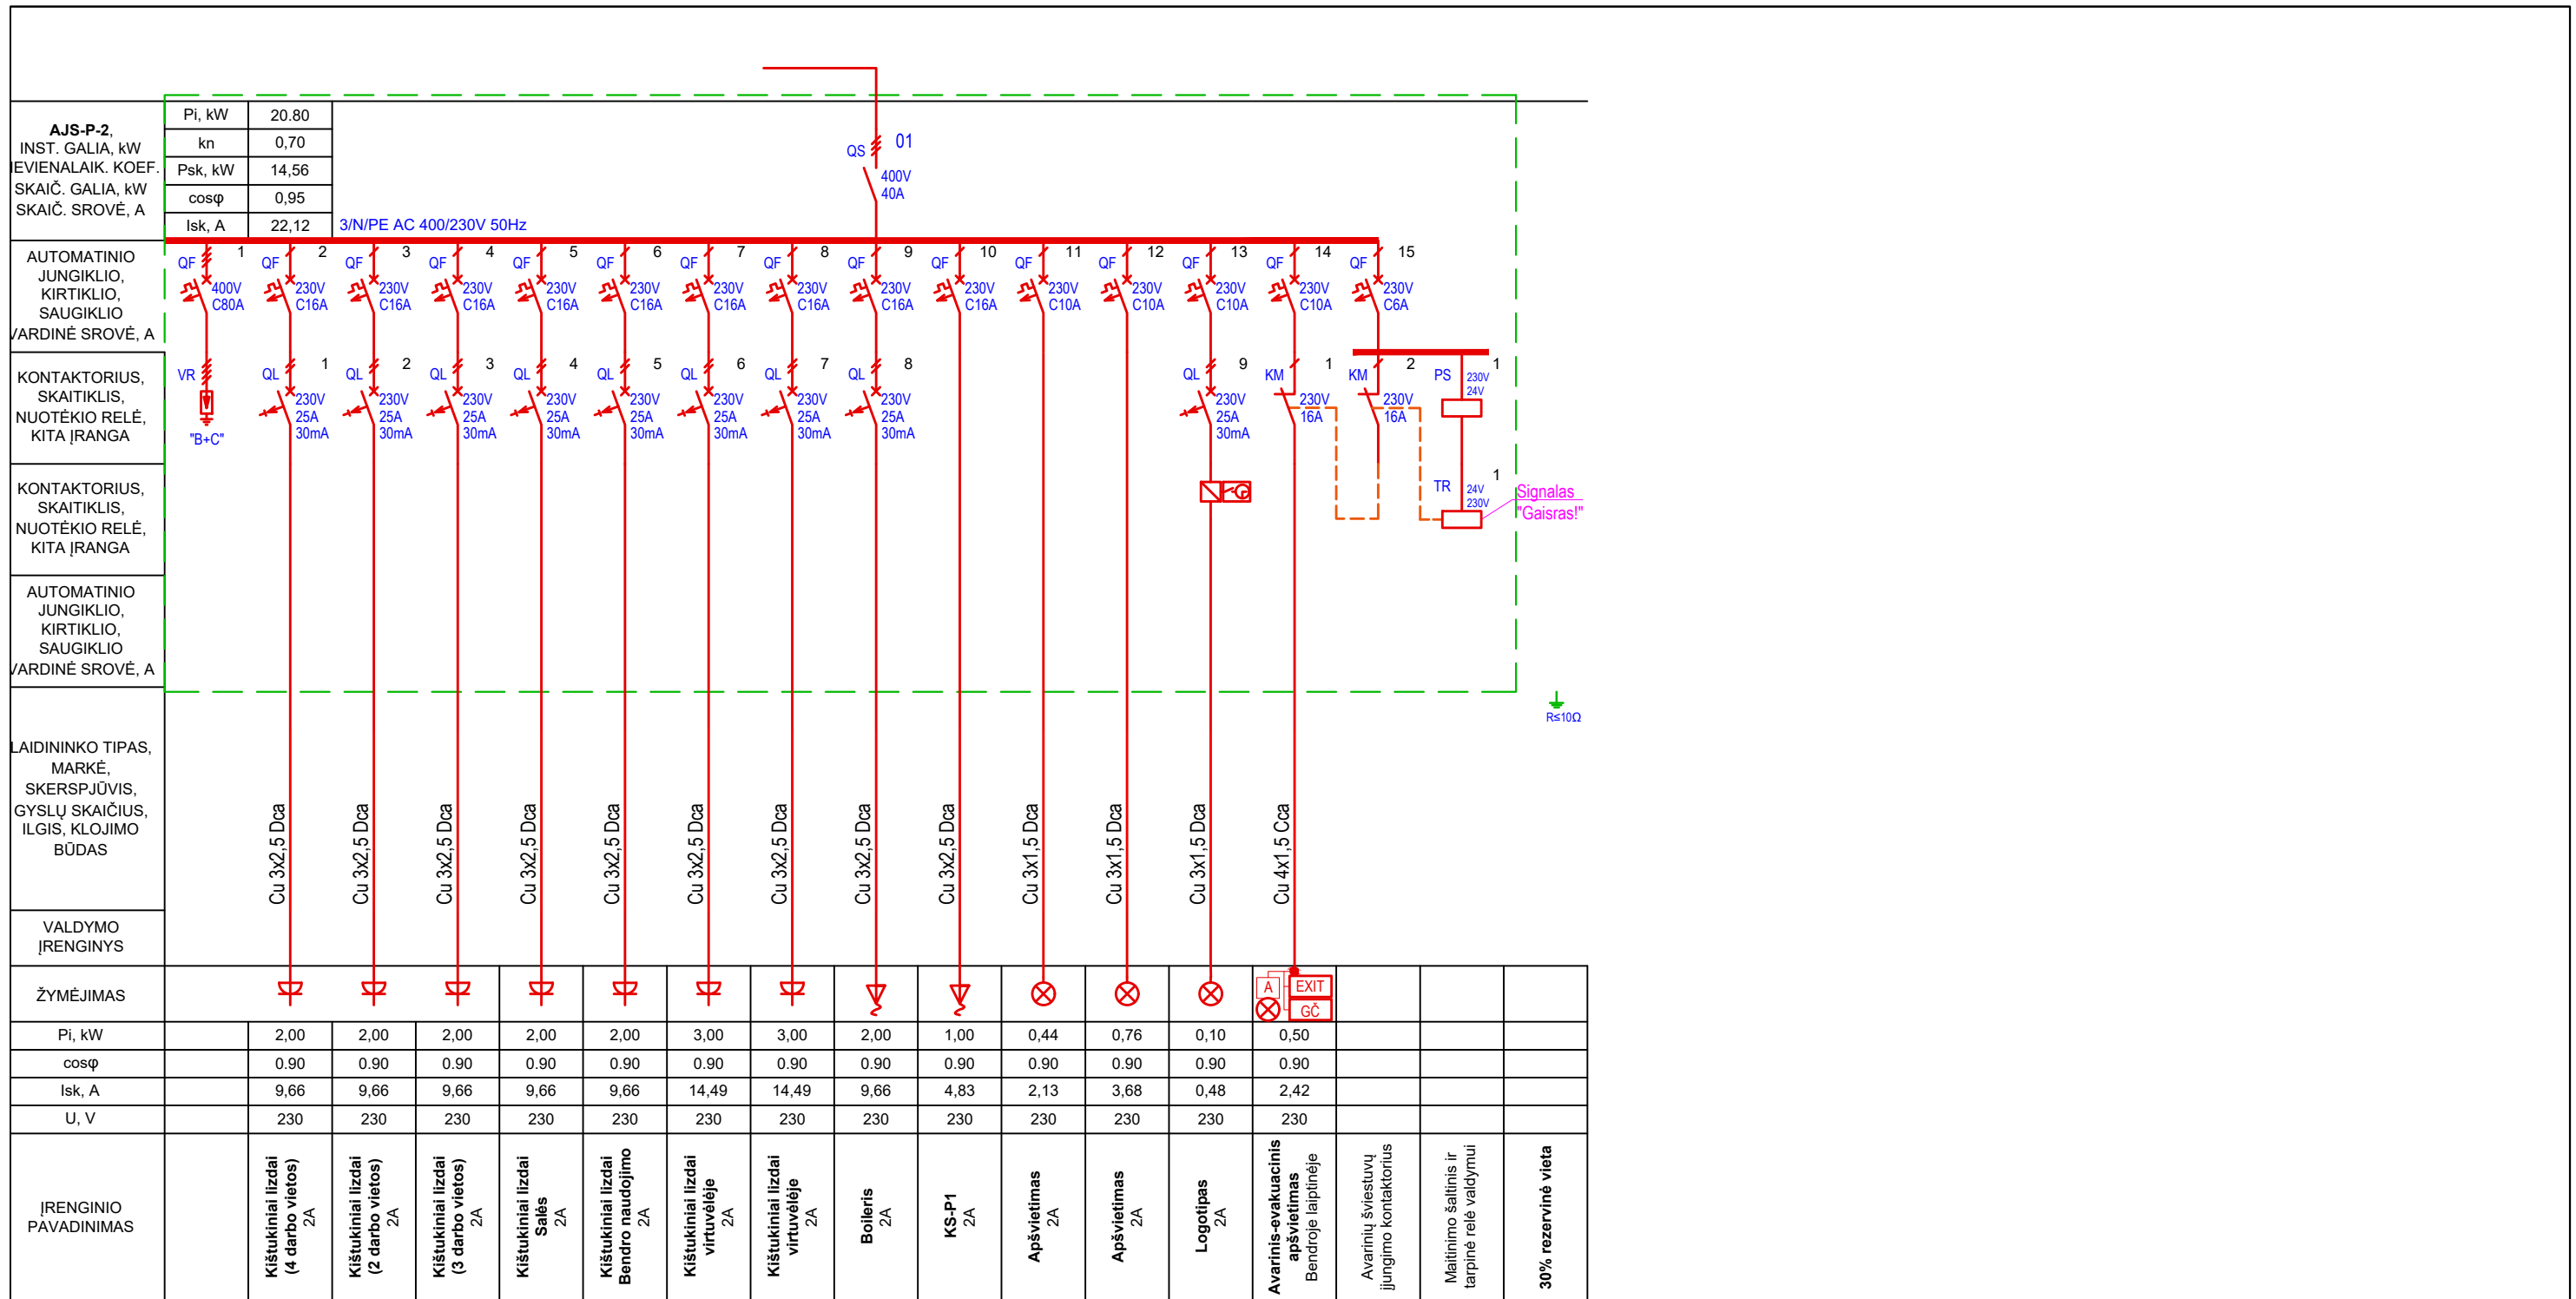 AJS-P-2,
INST. GALIA, kW
IEVIENALAIK. KOEF.
SKAIČ. GALIA, kW
SKAIČ. SROVĖ, A
Pi, kW 20.80
kn 0,70
Psk, kW 14,56
cosφ 0,95
Isk, A 22,12
3/N/PE AC 400/230V 50Hz
QS 01
400V
40A
AUTOMATINIO
JUNGIKLIO,
KIRTIKLIO,
SAUGIKLIO
VARDINĖ SROVĖ, A
QF 1
400V
C80A
QF 2
230V
C16A
QF 3
230V
C16A
QF 4
230V
C16A
QF 5
230V
C16A
QF 6
230V
C16A
QF 7
230V
C16A
QF 8
230V
C16A
QF 9
230V
C16A
QF 10
230V
C16A
QF 11
230V
C10A
QF 12
230V
C10A
QF 13
230V
C10A
QF 14
230V
C10A
QF 15
230V
C6A
KONTAKTORIUS,
SKAITIKLIS,
NUOTĖKIO RELĖ,
KITA ĮRANGA
VR
"B+C"
QL 1
230V
25A
30mA
QL 2
230V
25A
30mA
QL 3
230V
25A
30mA
QL 4
230V
25A
30mA
QL 5
230V
25A
30mA
QL 6
230V
25A
30mA
QL 7
230V
25A
30mA
QL 8
230V
25A
30mA
QL 9
230V
25A
30mA
KM 1
230V
16A
KM 2
230V
16A
PS 1
230V
24V
KONTAKTORIUS,
SKAITIKLIS,
NUOTĖKIO RELĖ,
KITA ĮRANGA
TR 1
24V
230V
Signalas
"Gaisras!"
AUTOMATINIO
JUNGIKLIO,
KIRTIKLIO,
SAUGIKLIO
VARDINĖ SROVĖ, A
R≤10Ω
LAIDININKO TIPAS,
MARKĖ,
SKERSPJŪVIS,
GYSLŲ SKAIČIUS,
ILGIS, KLOJIMO
BŪDAS
Cu 3x2,5 Dca
Cu 3x2,5 Dca
Cu 3x2,5 Dca
Cu 3x2,5 Dca
Cu 3x2,5 Dca
Cu 3x2,5 Dca
Cu 3x2,5 Dca
Cu 3x2,5 Dca
Cu 3x2,5 Dca
Cu 3x1,5 Dca
Cu 3x1,5 Dca
Cu 3x1,5 Dca
Cu 4x1,5 Cca
VALDYMO
ĮRENGINYS
ŽYMĖJIMAS
A EXIT
GČ
Pi, kW 2,00 2,00 2,00 2,00 2,00 3,00 3,00 2,00 1,00 0,44 0,76 0,10 0,50
cosφ 0.90 0.90 0.90 0.90 0.90 0.90 0.90 0.90 0.90 0.90 0.90 0.90 0.90
Isk, A 9,66 9,66 9,66 9,66 9,66 14,49 14,49 9,66 4,83 2,13 3,68 0,48 2,42
U, V 230 230 230 230 230 230 230 230 230 230 230 230 230
ĮRENGINIO
PAVADINIMAS
Kištukiniai lizdai
(4 darbo vietos)
2A
Kištukiniai lizdai
(2 darbo vietos)
2A
Kištukiniai lizdai
(3 darbo vietos)
2A
Kištukiniai lizdai
Salės
2A
Kištukiniai lizdai
Bendro naudojimo
2A
Kištukiniai lizdai
virtuvėlėje
2A
Kištukiniai lizdai
virtuvėlėje
2A
Boileris
2A
KS-P1
2A
Apšvietimas
2A
Apšvietimas
2A
Logotipas
2A
Avarinis-evakuacinis
apšvietimas
Bendroje laiptinėje
Avarinių šviestuvų
įjungimo kontaktorius
Maitinimo šaltinis ir
tarpinė relė valdymui
30% rezervinė vieta